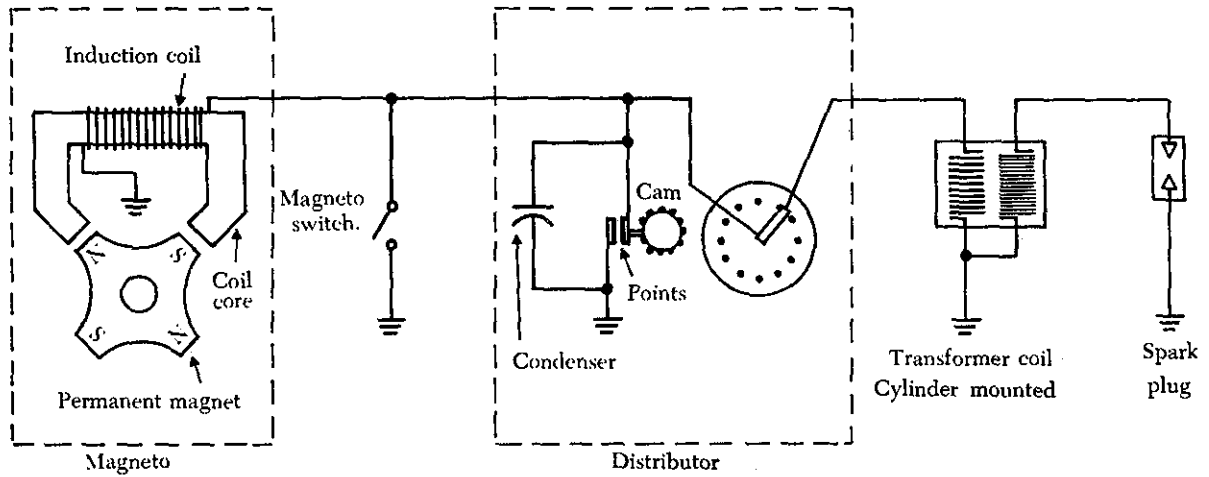 Induction coil
Magneto
switch.
Cam
N
S
S
N
Coil
core
Points
Condenser
Permanent magnet
Transformer coil
Cylinder mounted
Spark
plug
Magneto
Distributor